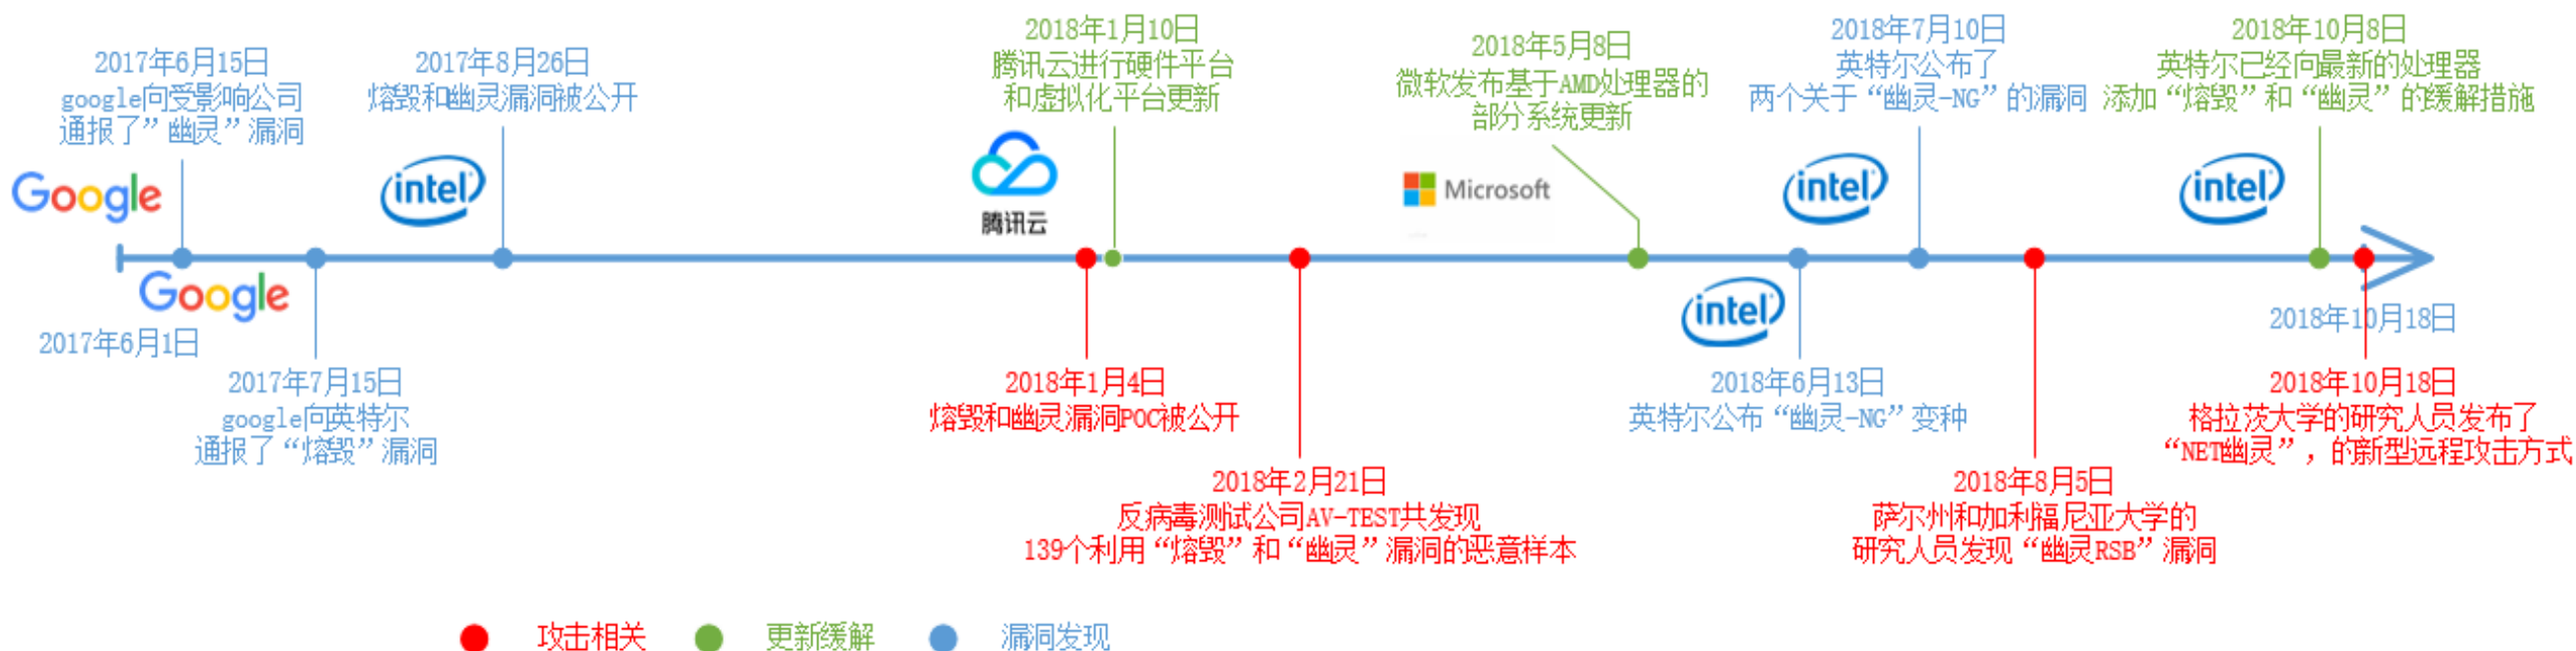 2017年6月15日
google向受影响公司
通报了”幽灵”漏洞
2017年8月26日
熔毁和幽灵漏洞被公开
2018年1月10日
腾讯云进行硬件平台
和虚拟化平台更新
2018年5月8日
微软发布基于AMD处理器的
部分系统更新
2018年7月10日
英特尔公布了
两个关于“幽灵-NG”的漏洞
2018年10月8日
英特尔已经向最新的处理器
添加“熔毁”和“幽灵”的缓解措施
Google
intel
腾讯云
Microsoft
intel
intel
Google
intel
2017年6月1日
2018年10月18日
2017年7月15日
google向英特尔
通报了“熔毁”漏洞
2018年1月4日
熔毁和幽灵漏洞POC被公开
2018年2月21日
反病毒测试公司AV-TEST共发现
139个利用“熔毁”和“幽灵”漏洞的恶意样本
2018年6月13日
英特尔公布“幽灵-NG”变种
2018年8月5日
萨尔州和加利福尼亚大学的
研究人员发现“幽灵RSB”漏洞
2018年10月18日
格拉茨大学的研究人员发布了
“NET幽灵”，的新型远程攻击方式
攻击相关
更新缓解
漏洞发现